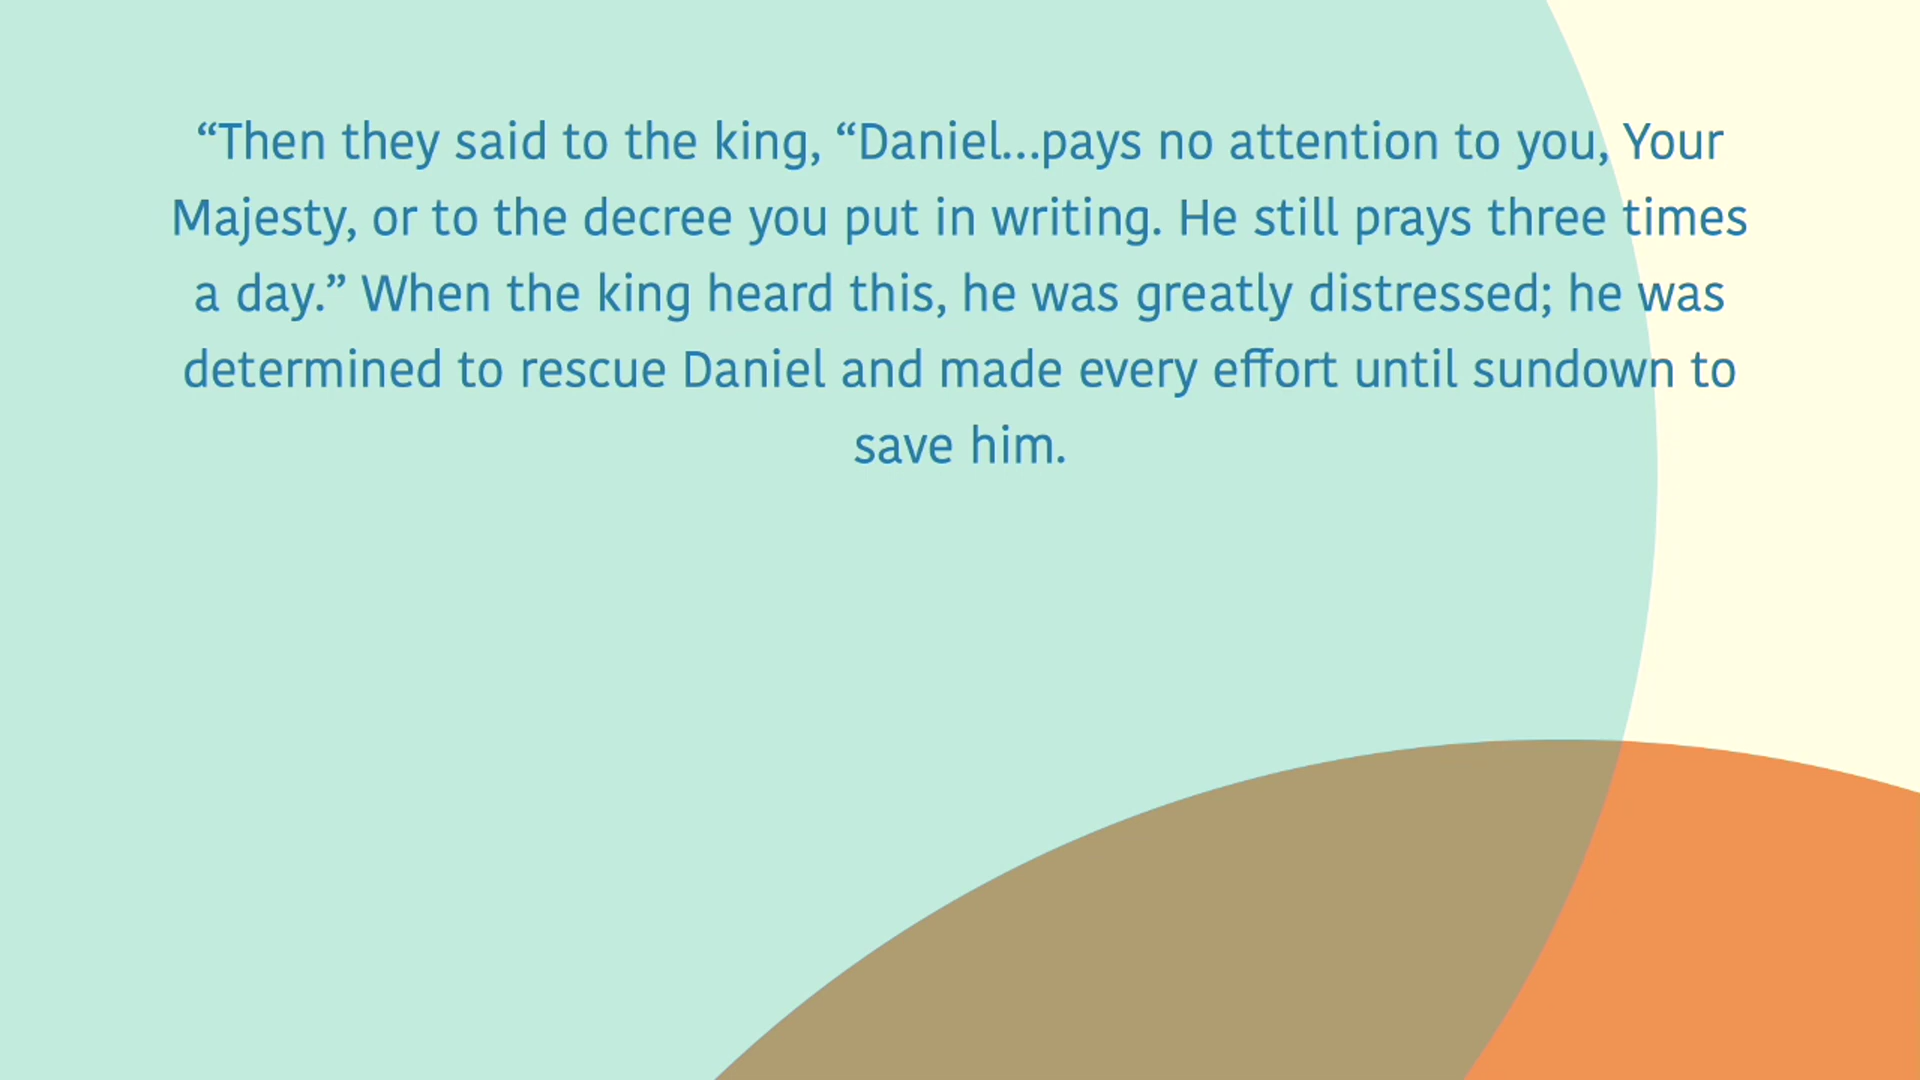 “Then they said to the king, “Daniel...pays no attention to you, Your
Majesty, or to the decree you put in writing. He still prays three times
a day.” When the king heard this, he was greatly distressed; he was
determined to rescue Daniel and made every effort until sundown to
save him.